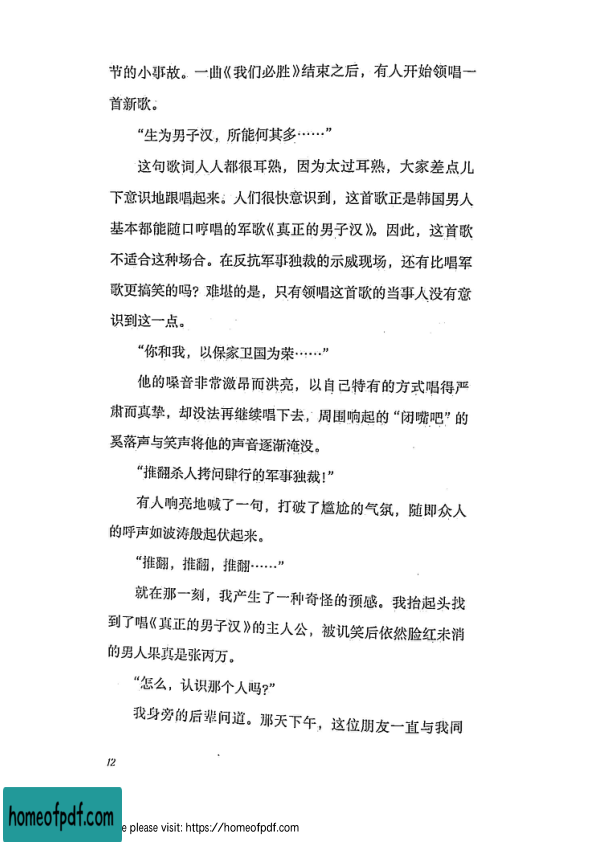 节的小事故。一曲《我们必胜》结束之后，有人开始领唱一
首新歌。
“生为男子汉，所能何其多……”
这句歌词人人都很耳熟，因为太过耳熟，大家差点儿
下意识地跟唱起来。人们很快意识到，这首歌正是韩国男人
基本都能随口哼唱的军歌《真正的男子汉》。因此，这首歌
不适合这种场合。在反抗军事独裁的示威现场，还有比唱军
歌更搞笑的吗？难堪的是，只有领唱这首歌的当事人没有意
识到这一点。
“你和我，以保家卫国为荣……”
他的嗓音非常激昂而洪亮，以自己特有的方式唱得严
肃而真挚，却没法再继续唱下去，周围响起的“闭嘴吧”的
奚落声与笑声将他的声音逐渐淹没。
“推翻杀人拷问肆行的军事独裁！”
有人响亮地喊了一句，打破了尴尬的气氛，随即众人
的呼声如波涛般起伏起来。
“推翻，推翻，推翻……”
就在那一刻，我产生了一种奇怪的预感。我抬起头找
到了唱《真正的男子汉》的主人公，被讥笑后依然脸红未消
的男人果真是张丙万。
“怎么，认识那个人吗？”
我身旁的后辈问道。那天下午，这位朋友一直与我同
12
homeofpdf.com
e please visit: https://homeofpdf.com